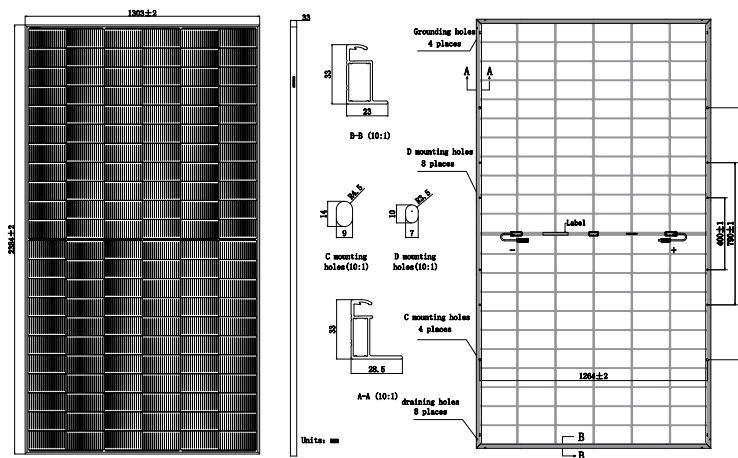 1303±2
2384±2
33
33
23
B-B (10:1)
R4.5
14
9
R3.5
10
7
C mounting
holes(10:1)
D mounting
holes(10:1)
33
28.5
A-A (10:1)
Units: mm
Grounding holes
4 places
A
A
D mounting holes
8 places
Label
-
+
400±1
790±1
C mounting holes
4 places
1264±2
draining holes
8 places
B
B